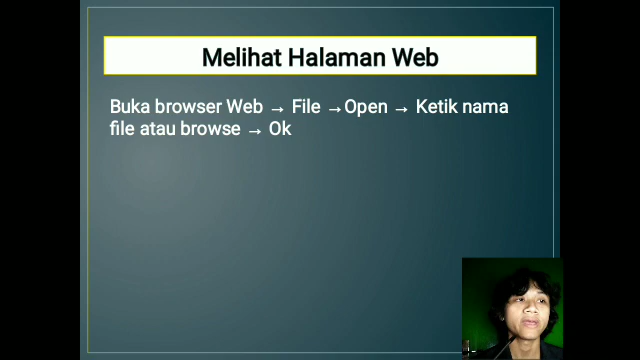 Melihat Halaman Web
Buka browser Web → File →Open → Ketik nama
file atau browse → Ok